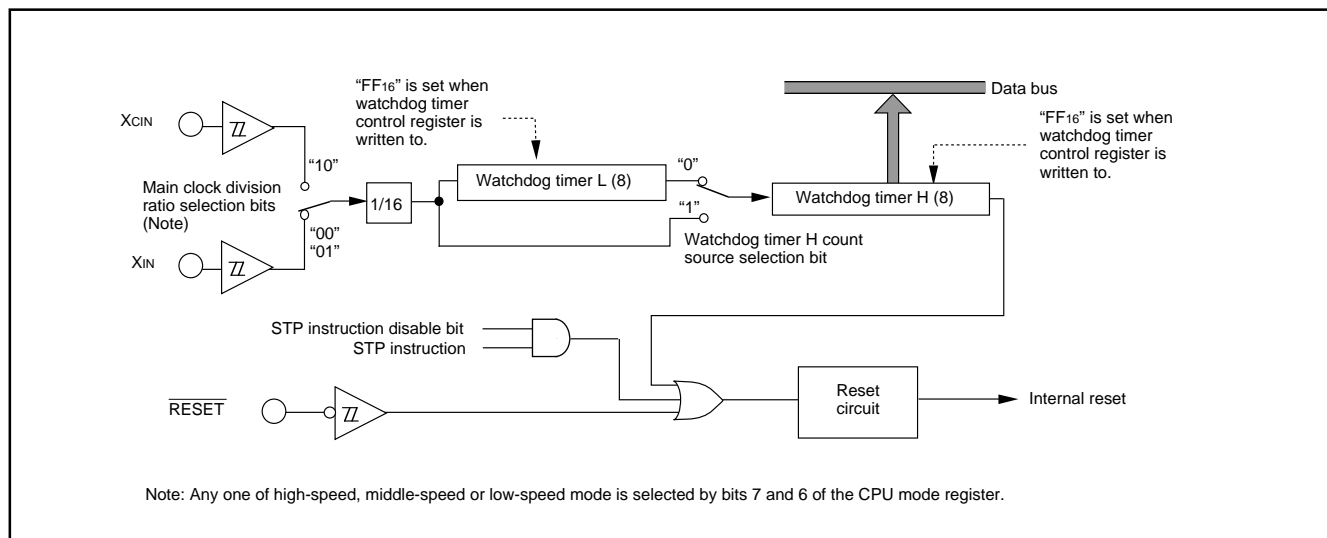 “FF16” is set when
watchdog timer
control register is
written to.
Data bus
“FF16” is set when
watchdog timer
control register is
written to.
XCIN
“10”
“0”
Main clock division
ratio selection bits
(Note)
1/16
Watchdog timer L (8)
Watchdog timer H (8)
“1”
“00”
“01”
Watchdog timer H count
source selection bit
XIN
STP instruction disable bit
STP instruction
RESET
Reset
circuit
Internal reset
Note: Any one of high-speed, middle-speed or low-speed mode is selected by bits 7 and 6 of the CPU mode register.